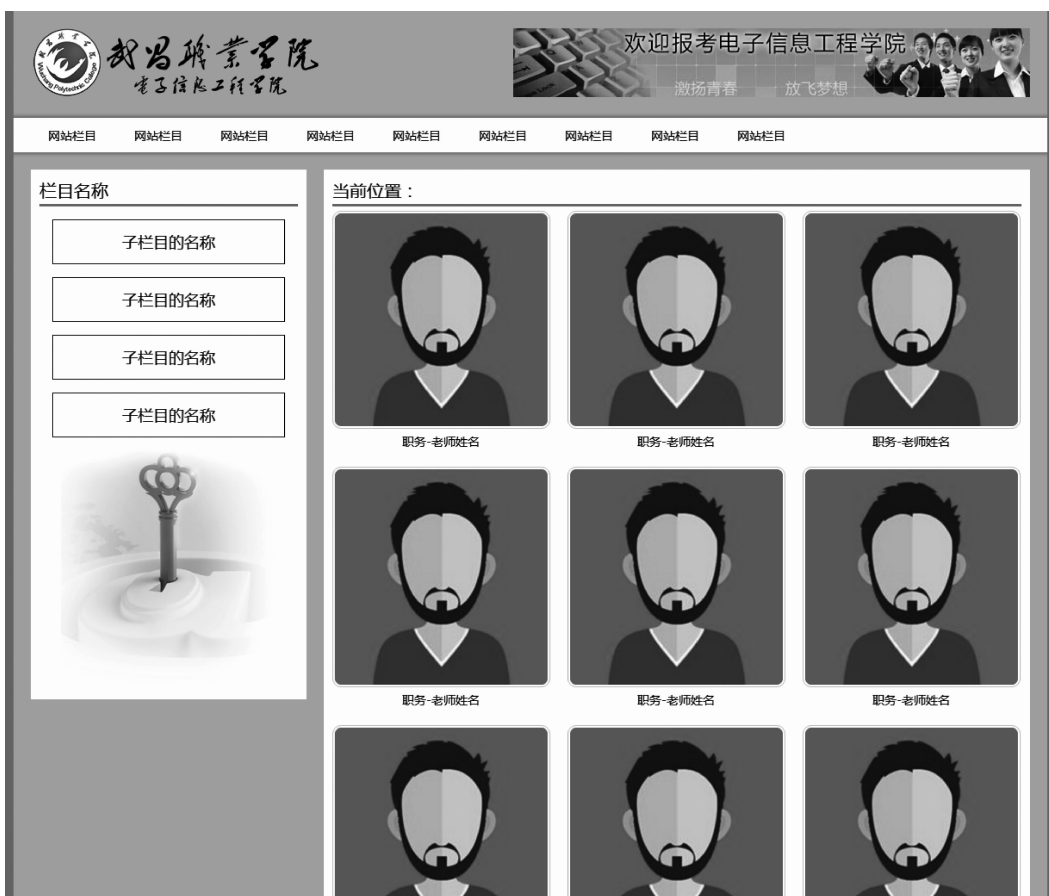 武昌職業学院
電子信息工程学院
Wuchang Polytechnic College
欢迎报考电子信息工程学院
激扬青春 放飞梦想
网站栏目 网站栏目 网站栏目 网站栏目 网站栏目 网站栏目 网站栏目 网站栏目 网站栏目
栏目名称
子栏目的名称
子栏目的名称
子栏目的名称
子栏目的名称
当前位置：
职务-老师姓名 职务-老师姓名 职务-老师姓名
职务-老师姓名 职务-老师姓名 职务-老师姓名